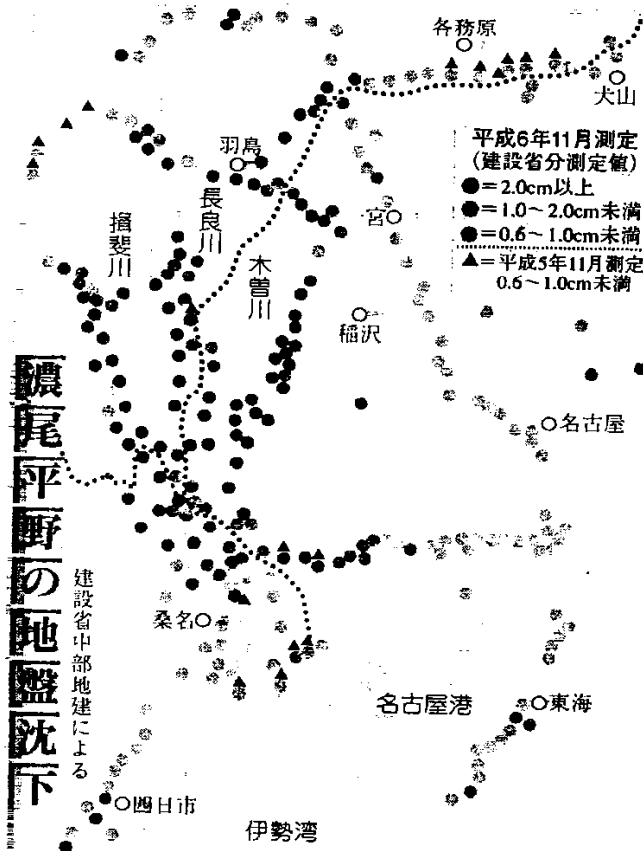 各務原
犬山
平成6年11月測定
(建設省分測定値)
●=2.0cm以上
●=1.0〜2.0cm未満
●=0.6〜1.0cm未満
▲=平成5年11月測定
0.6〜1.0cm未満
羽島
長良川
揖斐川
木曽川
一宮
稲沢
名古屋
濃尾平野の地盤沈下
建設省中部地建による
桑名
名古屋港
東海
四日市
伊勢湾